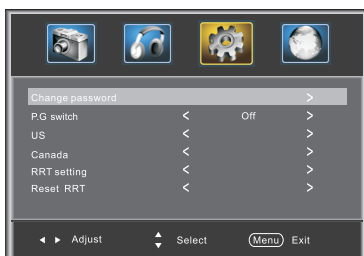 Change password >
P.G switch < Off >
US < >
Canada < >
RRT setting < >
Reset RRT < >
Adjust Select Menu Exit